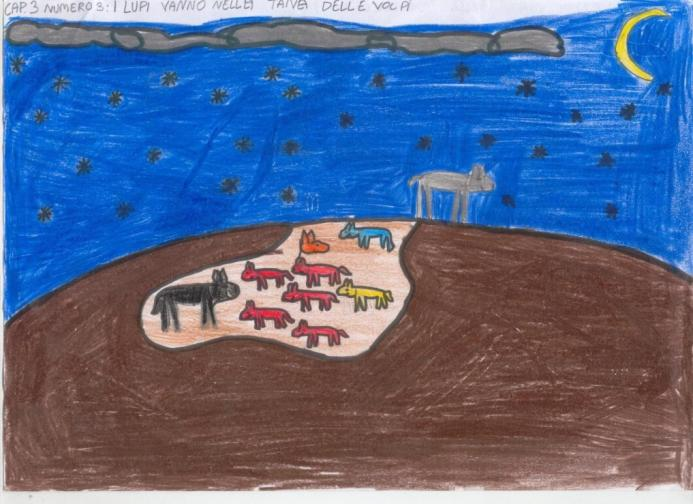 CAP. 3 NUMERO 3: I LUPI VANNO NELLA TANA DELLE VOLPI